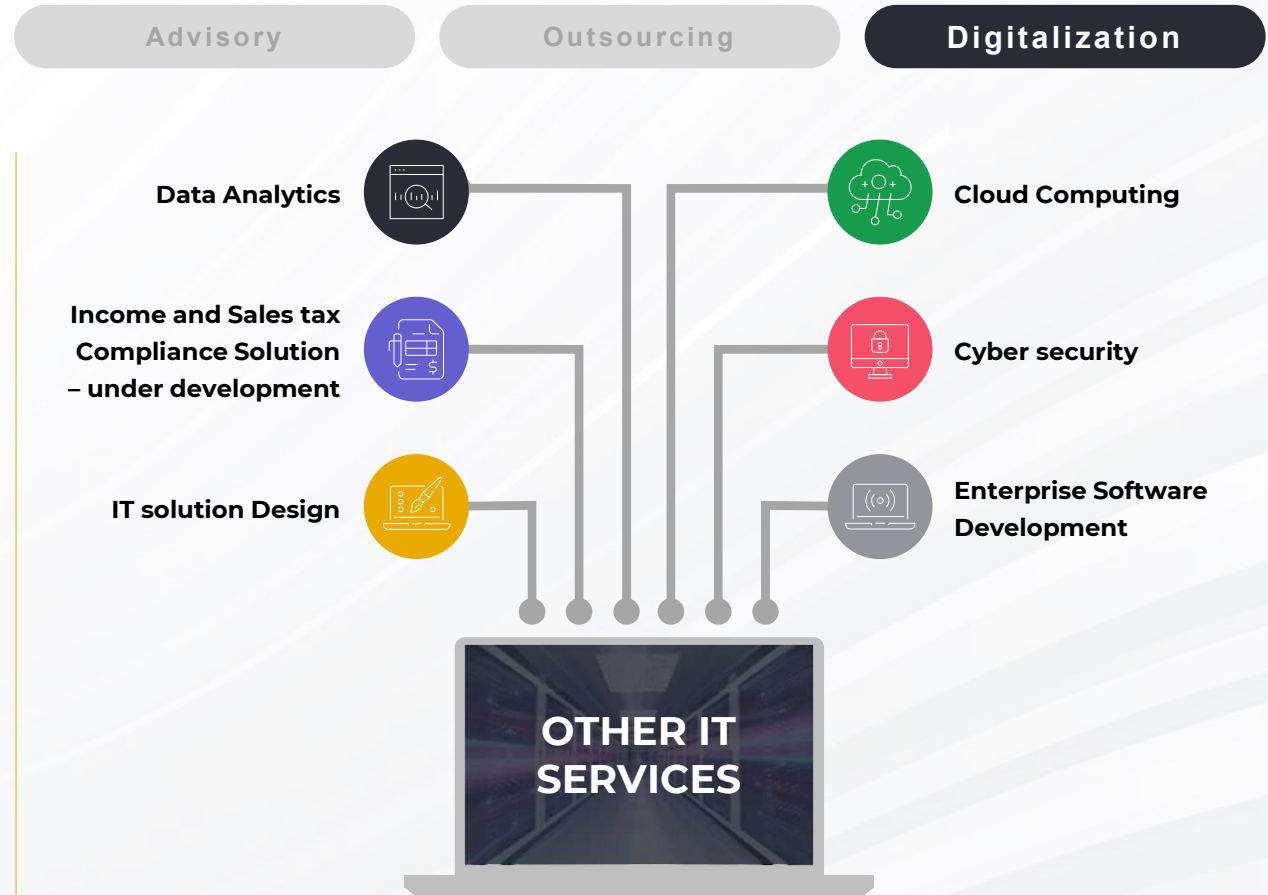 Advisory
Outsourcing
Digitalization
Data Analytics
Income and Sales tax
Compliance Solution
– under development
IT solution Design
Cloud Computing
Cyber security
Enterprise Software
Development
OTHER IT
SERVICES